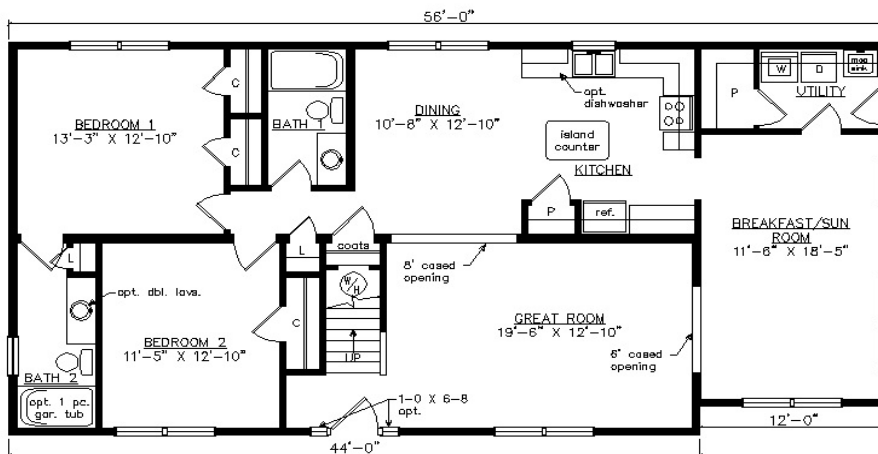 56'-0"
BEDROOM 1
13'-3" X 12'-10"
C
C
BATH 1
DINING
10'-8" X 12'-10"
opt.
dishwasher
island
counter
KITCHEN
P
ref.
P
W
D
mop
sink
UTILITY
BREAKFAST/SUN
ROOM
11'-6" X 18'-5"
L
opt. dbl. lavs.
BEDROOM 2
11'-5" X 12'-10"
C
L
coats
W/H
UP
8' cased
opening
GREAT ROOM
19'-6" X 12'-10"
6' cased
opening
BATH 2
opt. 1 pc.
gar. tub
1-0 X 6-8
opt.
12'-0"
44'-0"